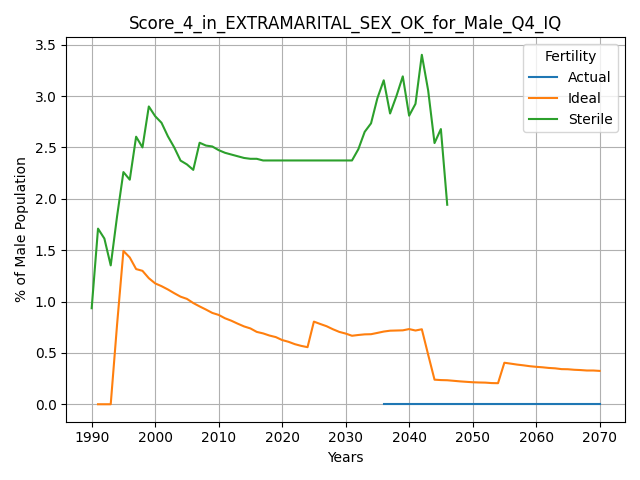 Score_4_in_EXTRAMARITAL_SEX_OK_for_Male_Q4_IQ
Fertility
Actual
Ideal
Sterile
% of Male Population
3.5
3.0
2.5
2.0
1.5
1.0
0.5
0.0
1990 2000 2010 2020 2030 2040 2050 2060 2070
Years